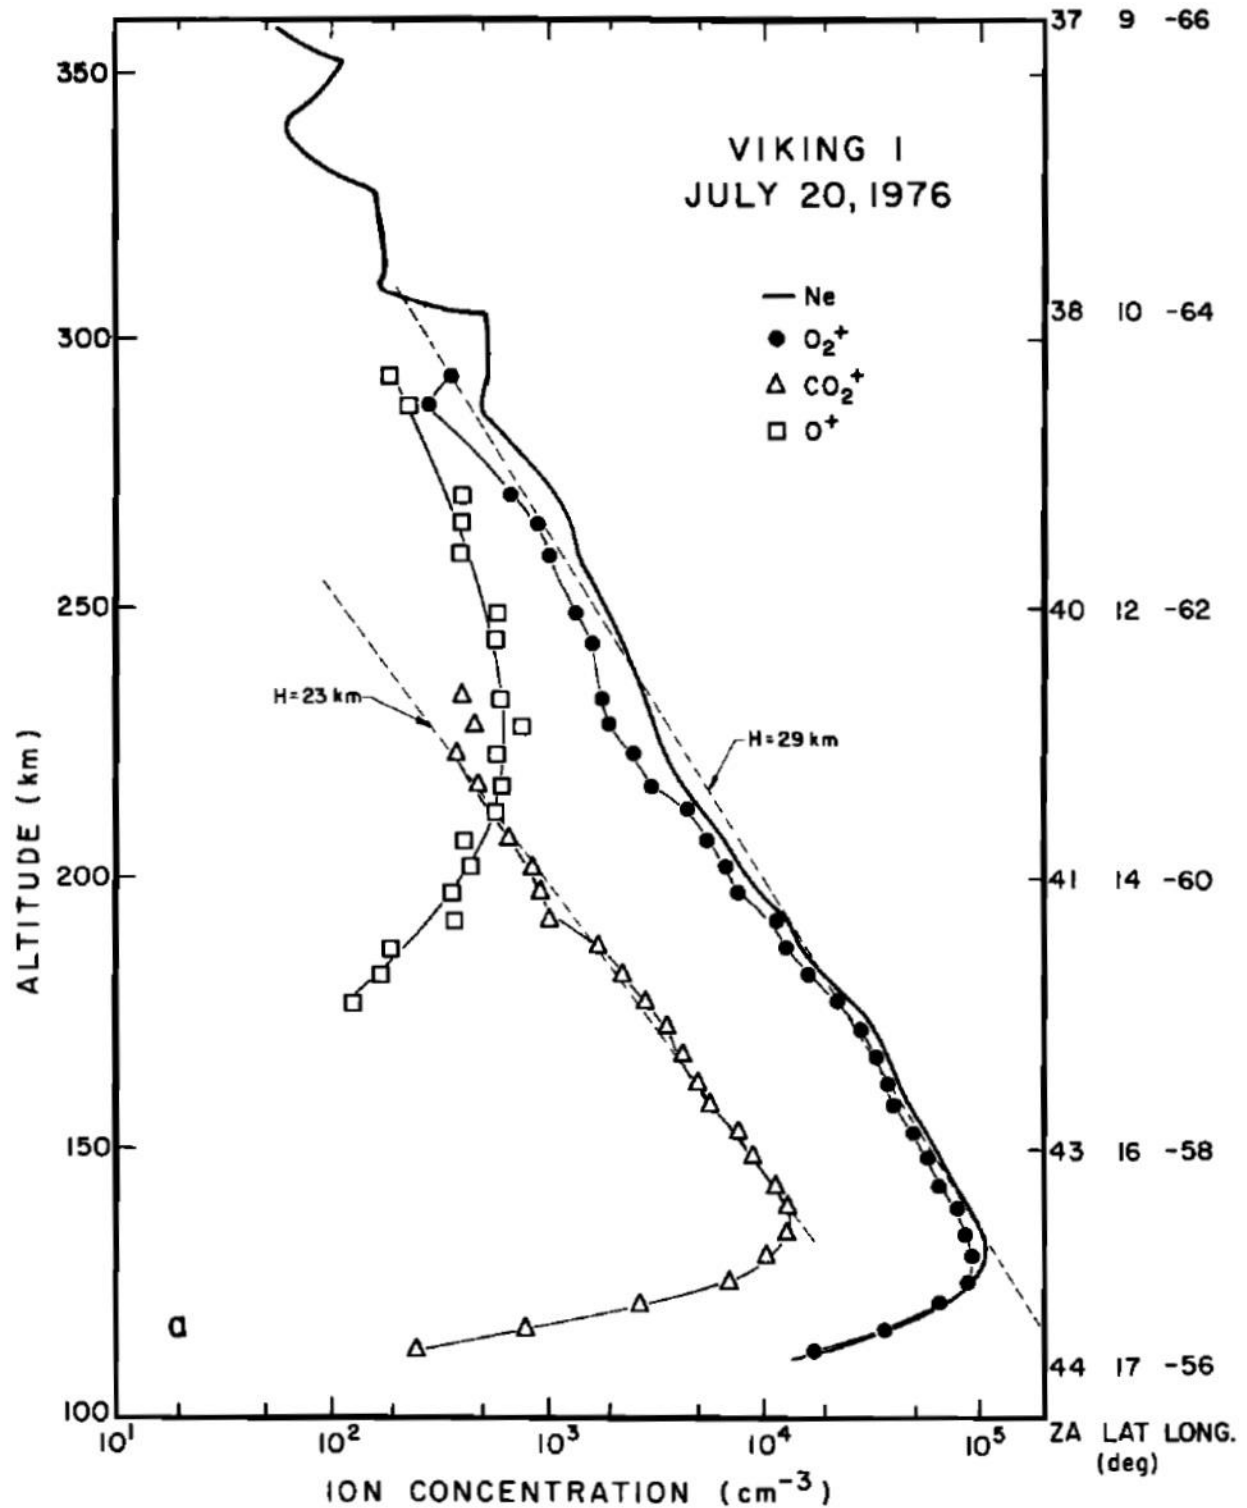 37 9 -66
350
VIKING 1
JULY 20, 1976
Ne
O₂⁺
CO₂⁺
O⁺
38 10 -64
300
250
40 12 -62
H=23 km
H=29 km
ALTITUDE (km)
200
41 14 -60
150
43 16 -58
a
44 17 -56
100
10¹ 10² 10³ 10⁴ 10⁵
ZA LAT LONG.
(deg)
ION CONCENTRATION (cm⁻³)